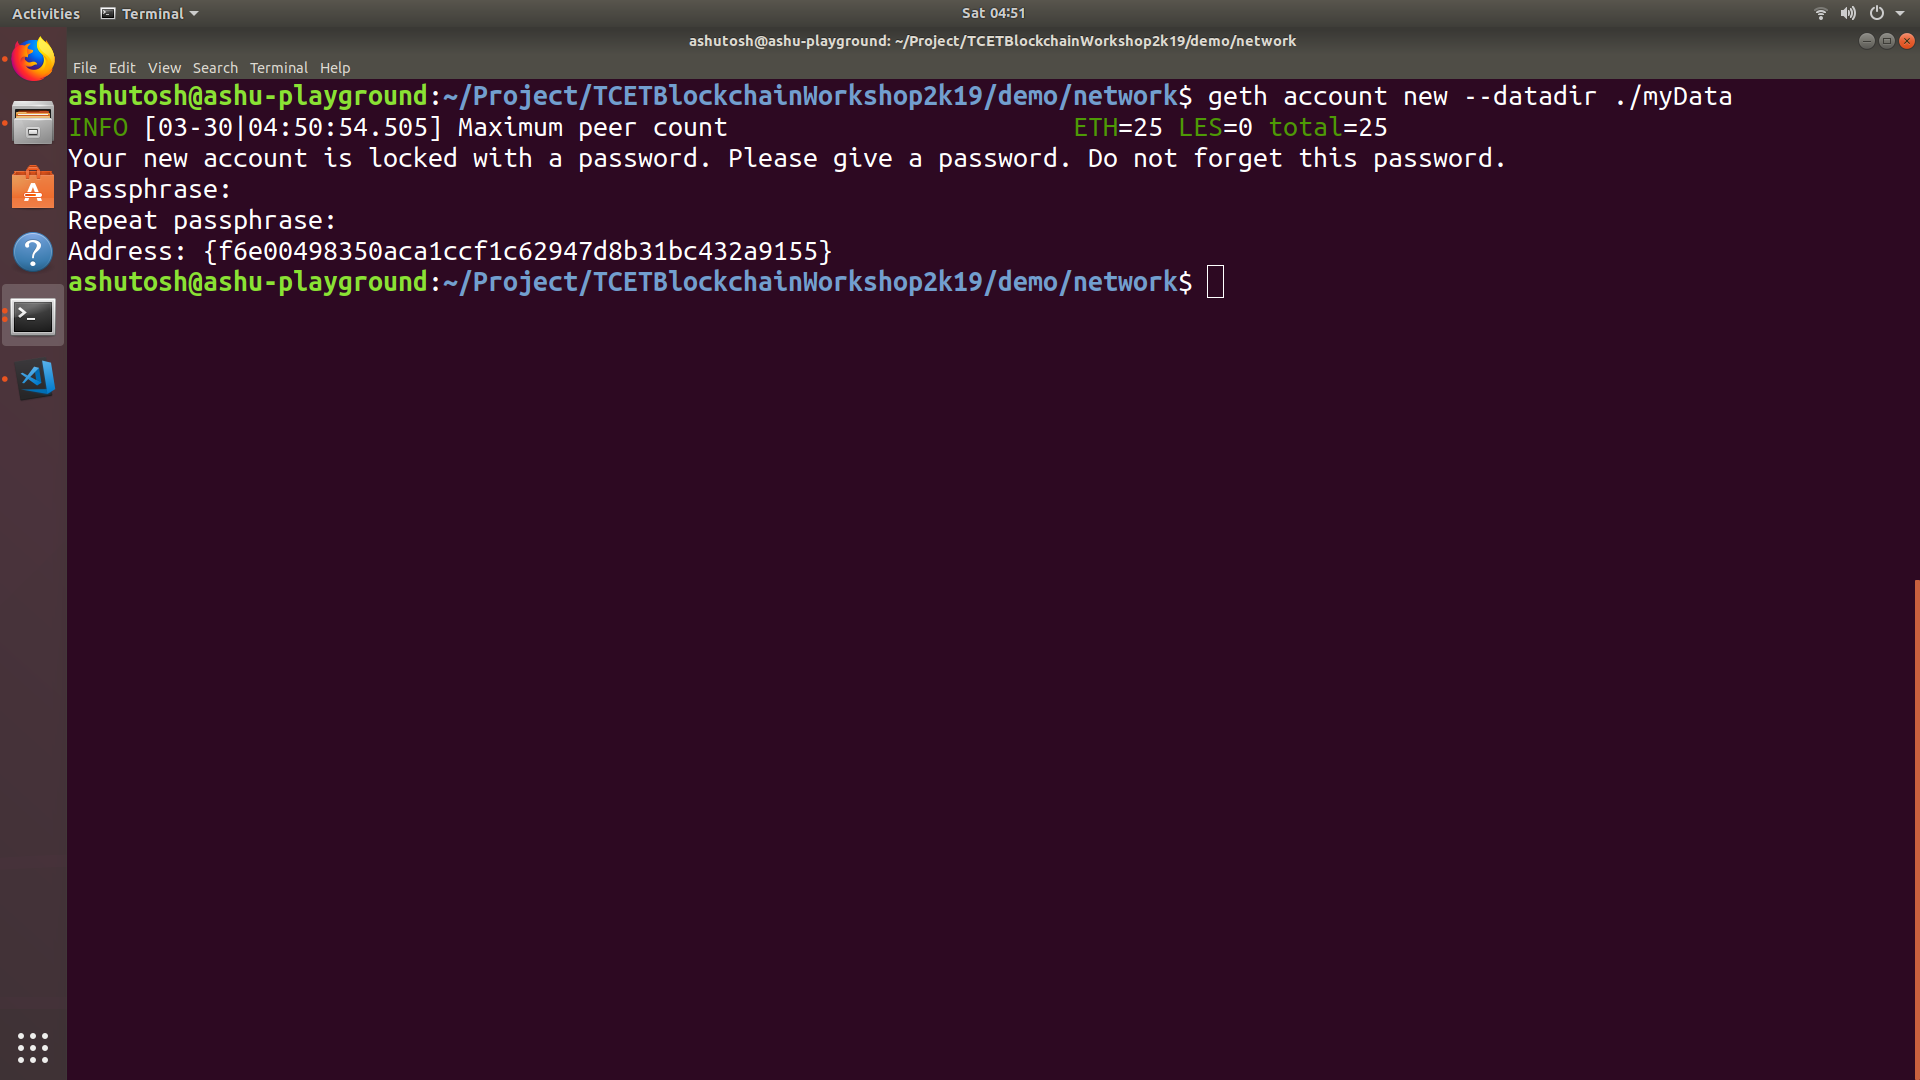 Activities Terminal Sat 04:51
ashutosh@ashu-playground: ~/Project/TCETBlockchainWorkshop2k19/demo/network
File Edit View Search Terminal Help
ashutosh@ashu-playground:~/Project/TCETBlockchainWorkshop2k19/demo/network$ geth account new --datadir ./myData
INFO [03-30|04:50:54.505] Maximum peer count ETH=25 LES=0 total=25
Your new account is locked with a password. Please give a password. Do not forget this password.
Passphrase:
Repeat passphrase:
Address: {f6e00498350aca1ccf1c62947d8b31bc432a9155}
ashutosh@ashu-playground:~/Project/TCETBlockchainWorkshop2k19/demo/network$